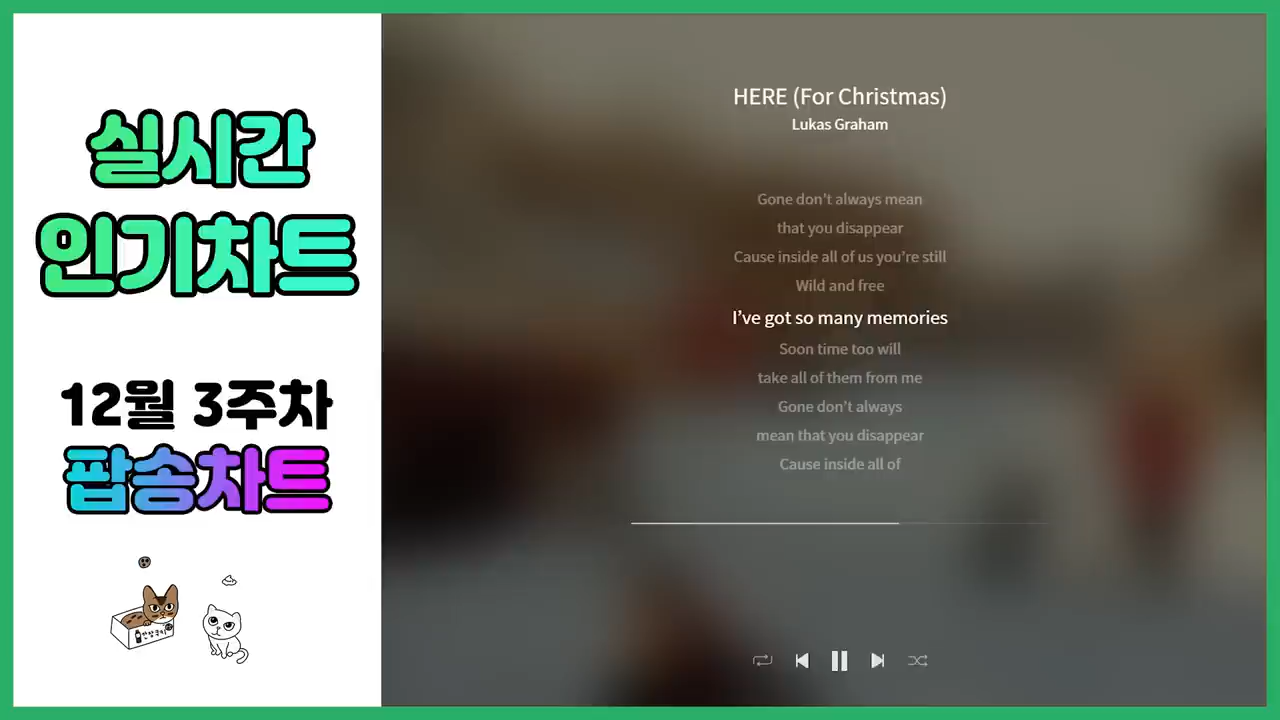 실시간
인기차트
12월 3주차
팝송차트
HERE (For Christmas)
Lukas Graham
Gone don't always mean
that you disappear
Cause inside all of us you're still
Wild and free
I've got so many memories
Soon time too will
take all of them from me
Gone don't always
mean that you disappear
Cause inside all of